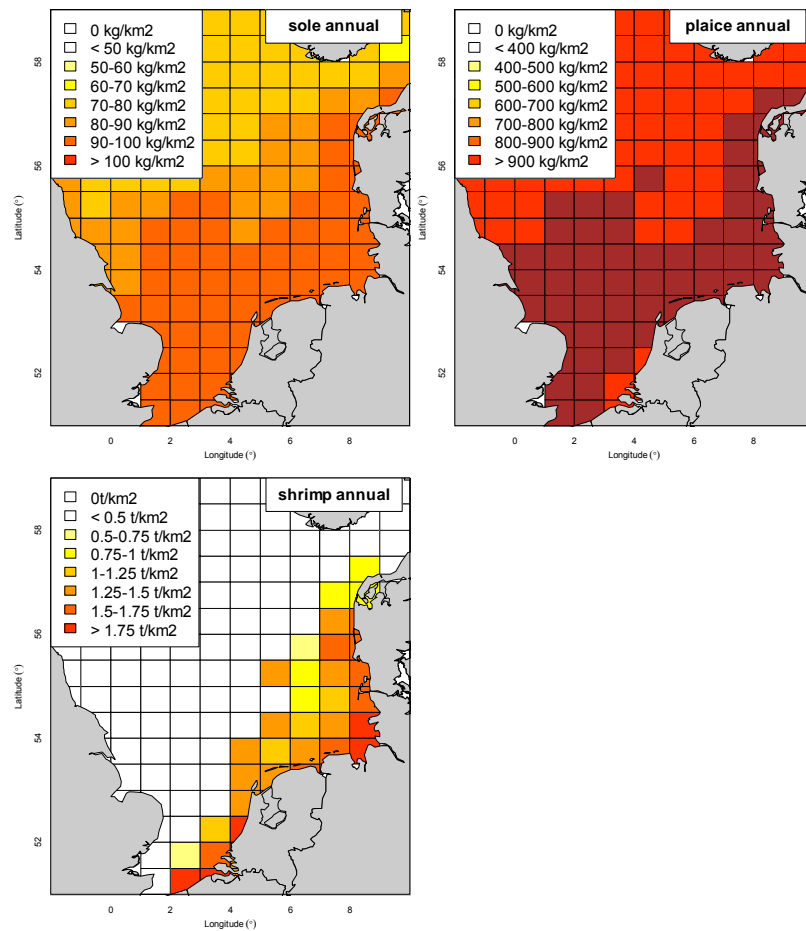 sole annual
0 kg/km2
< 50 kg/km2
50-60 kg/km2
60-70 kg/km2
70-80 kg/km2
80-90 kg/km2
90-100 kg/km2
> 100 kg/km2
58
56
54
52
Latitude (°)
0 2 4 6 8
Longitude (°)
plaice annual
0 kg/km2
< 400 kg/km2
400-500 kg/km2
500-600 kg/km2
600-700 kg/km2
700-800 kg/km2
800-900 kg/km2
> 900 kg/km2
58
56
54
52
Latitude (°)
0 2 4 6 8
Longitude (°)
shrimp annual
0t/km2
< 0.5 t/km2
0.5-0.75 t/km2
0.75-1 t/km2
1-1.25 t/km2
1.25-1.5 t/km2
1.5-1.75 t/km2
> 1.75 t/km2
58
56
54
52
Latitude (°)
0 2 4 6 8
Longitude (°)